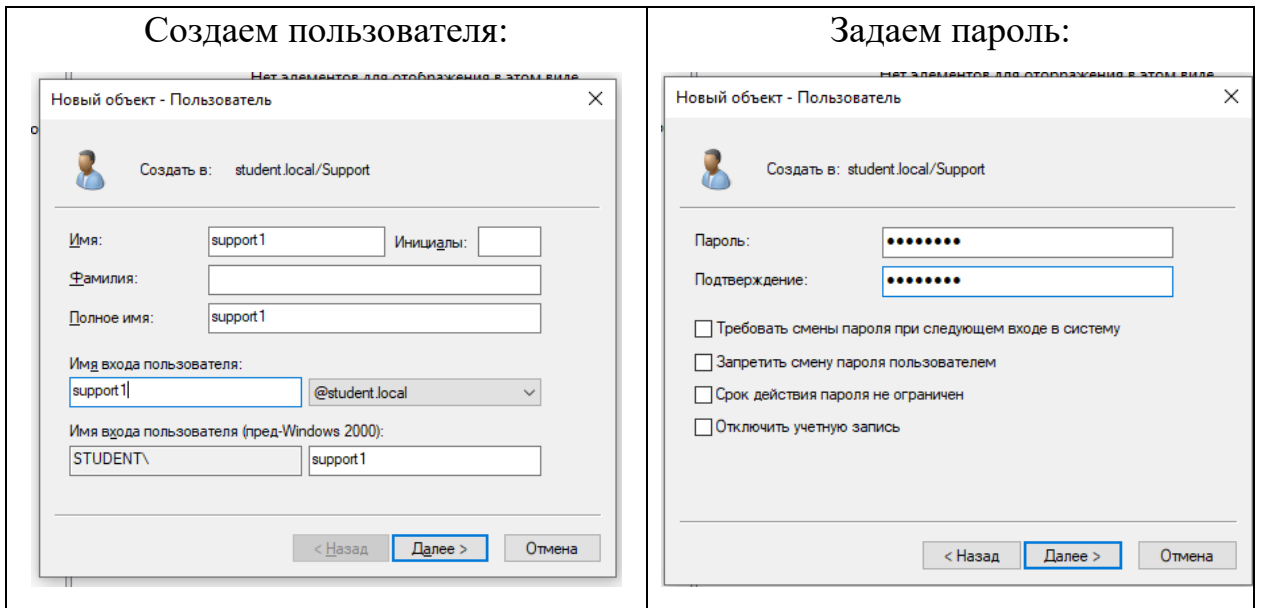 Создаем пользователя:
Нет элементов для отображения в этом виде
Новый объект - Пользователь
Создать в: student.local/Support
Имя: support1 Инициалы:
Фамилия:
Полное имя: support1
Имя входа пользователя:
support1 @student.local
Имя входа пользователя (пред-Windows 2000):
STUDENT\ support1
< Назад Далее > Отмена
Задаем пароль:
Нет элементов для отображения в этом виде
Новый объект - Пользователь
Создать в: student.local/Support
Пароль: ●●●●●●●●
Подтверждение: ●●●●●●●●
Требовать смены пароля при следующем входе в систему
Запретить смену пароля пользователем
Срок действия пароля не ограничен
Отключить учетную запись
< Назад Далее > Отмена